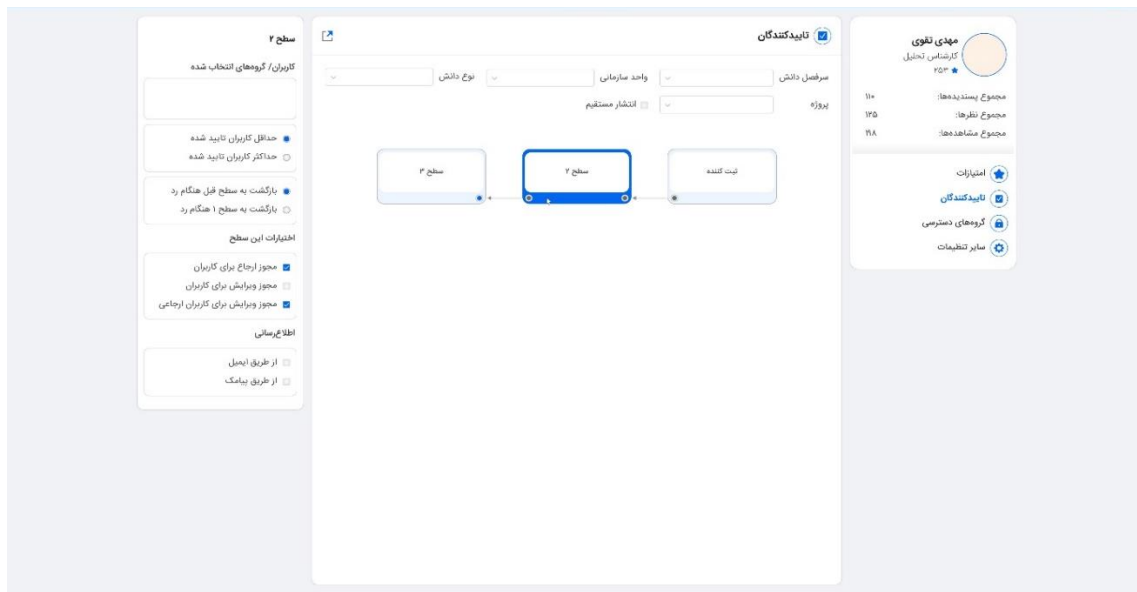 مهدی تقوی
کارشناس تحلیل
۲۵۳
مجموع پسندیده‌ها: ۱۱۰
مجموع نظرها: ۱۲۵
مجموع مشاهده‌ها: ۲۱۸
امتیازات
تاییدکنندگان
گروه‌های دسترسی
سایر تنظیمات
تاییدکنندگان
سرفصل دانش
واحد سازمانی
نوع دانش
پروژه
انتشار مستقیم
ثبت کننده
سطح ۲
سطح ۳
سطح ۲
کاربران/ گروه‌های انتخاب شده
حداقل کاربران تایید شده
حداکثر کاربران تایید شده
بازگشت به سطح قبل هنگام رد
بازگشت به سطح ۱ هنگام رد
اختیارات این سطح
مجوز ارجاع برای کاربران
مجوز ویرایش برای کاربران
مجوز ویرایش برای کاربران ارجاعی
اطلاع‌رسانی
از طریق ایمیل
از طریق پیامک